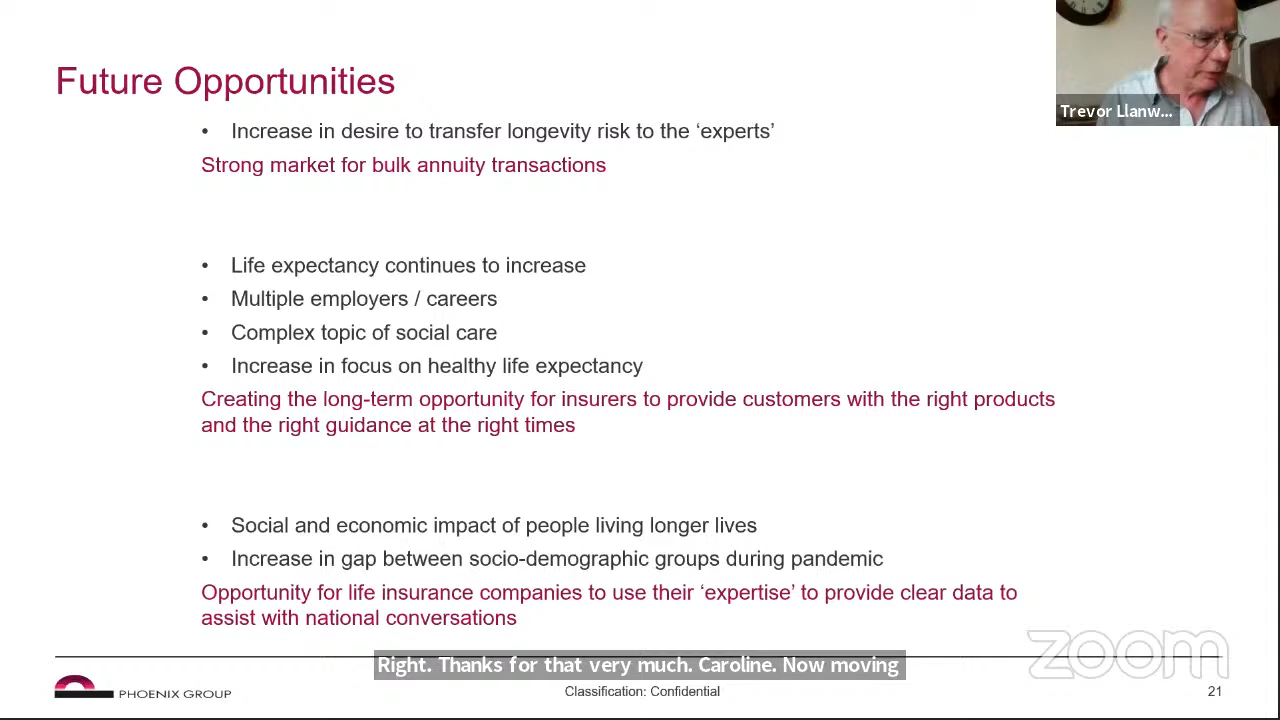 Future Opportunities
Trevor Llanw...
• Increase in desire to transfer longevity risk to the ‘experts’
Strong market for bulk annuity transactions
• Life expectancy continues to increase
• Multiple employers / careers
• Complex topic of social care
• Increase in focus on healthy life expectancy
Creating the long-term opportunity for insurers to provide customers with the right products
and the right guidance at the right times
• Social and economic impact of people living longer lives
• Increase in gap between socio-demographic groups during pandemic
Opportunity for life insurance companies to use their ‘expertise’ to provide clear data to
assist with national conversations
zoom
Right. Thanks for that very much. Caroline. Now moving
PHOENIX GROUP
Classification: Confidential
21